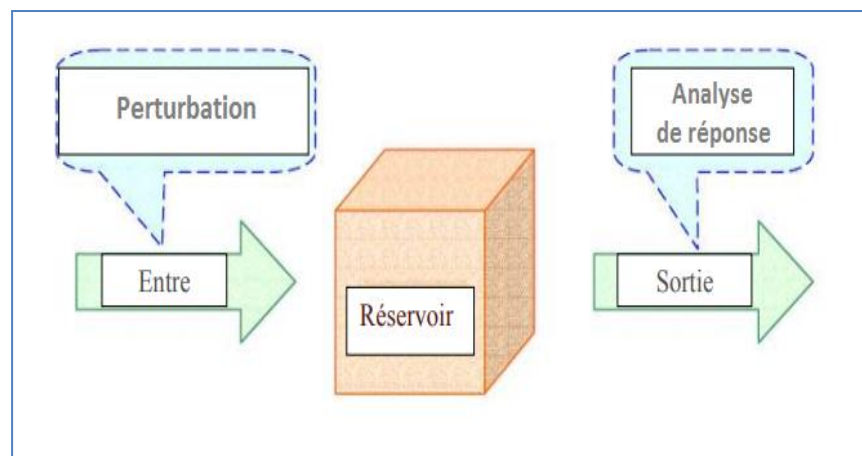 Perturbation
Analyse
de réponse
Entre
Réservoir
Sortie